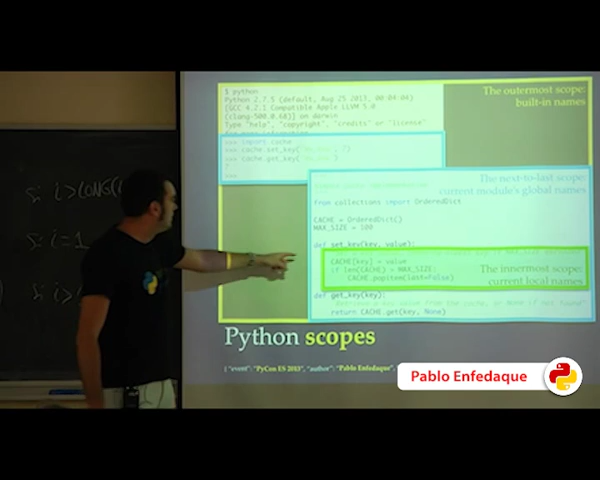 $ python
Python 2.7.5 (default, Aug 25 2013, 00:04:04)
[GCC 4.2.1 Compatible Apple LLVM 5.0
(clang-500.0.68)] on darwin
Type "help", "copyright", "credits" or "license"
The outermost scope:
built-in names
>>> import cache
>>> cache.set_key(
>>> cache.get_key(
7
>>>
The next-to-last scope:
current module's global names
from collections import OrderedDict
CACHE = OrderedDict()
MAX_SIZE = 100
def set_key(key, value):
CACHE[key] = value
if len(CACHE) > MAX_SIZE:
CACHE.popitem(last=False)
The innermost scope:
current local names
def get_key(key):
return CACHE.get(key, None)
Python scopes
{ "event": "PyCon ES 2013", "author": "Pablo Enfedaque",
Pablo Enfedaque